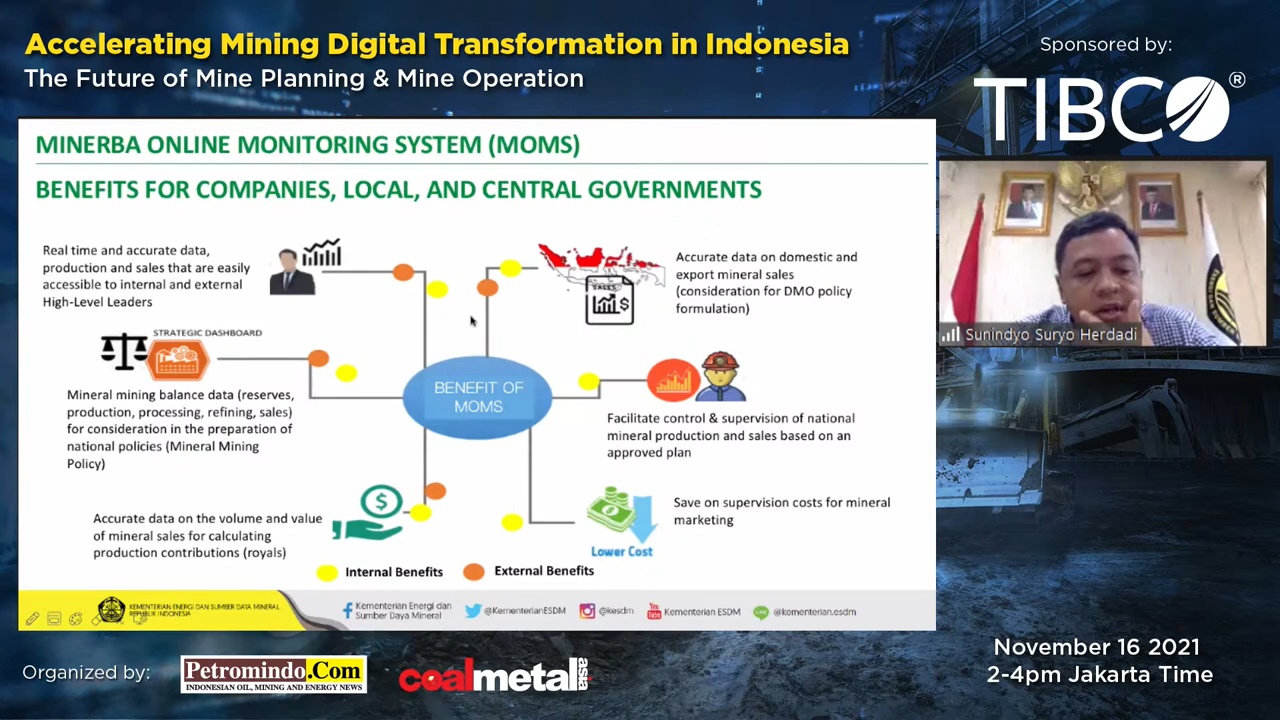 Accelerating Mining Digital Transformation in Indonesia
The Future of Mine Planning & Mine Operation
Sponsored by:
TIBCO®
MINERBA ONLINE MONITORING SYSTEM (MOMS)
BENEFITS FOR COMPANIES, LOCAL, AND CENTRAL GOVERNMENTS
Real time and accurate data,
production and sales that are easily
accessible to internal and external
High-Level Leaders
STRATEGIC DASHBOARD
Mineral mining balance data (reserves,
production, processing, refining, sales)
for consideration in the preparation of
national policies (Mineral Mining
Policy)
Accurate data on the volume and value
of mineral sales for calculating
production contributions (royals)
BENEFIT OF
MOMS
SALES
Accurate data on domestic and
export mineral sales
(consideration for DMO policy
formulation)
Facilitate control & supervision of national
mineral production and sales based on an
approved plan
Save on supervision costs for mineral
marketing
Lower Cost
Internal Benefits
External Benefits
KEMENTERIAN ENERGI DAN SUMBER DAYA MINERAL
REPUBLIK INDONESIA
Kementerian Energi dan
Sumber Daya Mineral
@KementerianESDM
@kesdm
You
Tube
Kementerian ESDM
LINE
@kementerian.esdm
Sunindyo Suryo Herdadi
Organized by:
Petromindo.Com
INDONESIAN OIL, MINING AND ENERGY NEWS
coalmetal asia
November 16 2021
2-4pm Jakarta Time